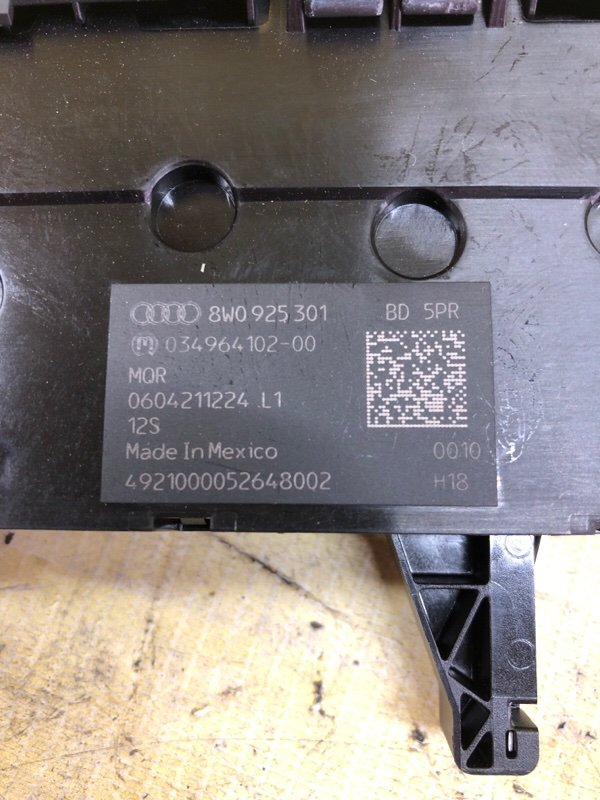 8W0 925 301 BD 5PR
034964102-00
MQR
0604211224 L1
12S
Made In Mexico 0010
4921000052648002 H18